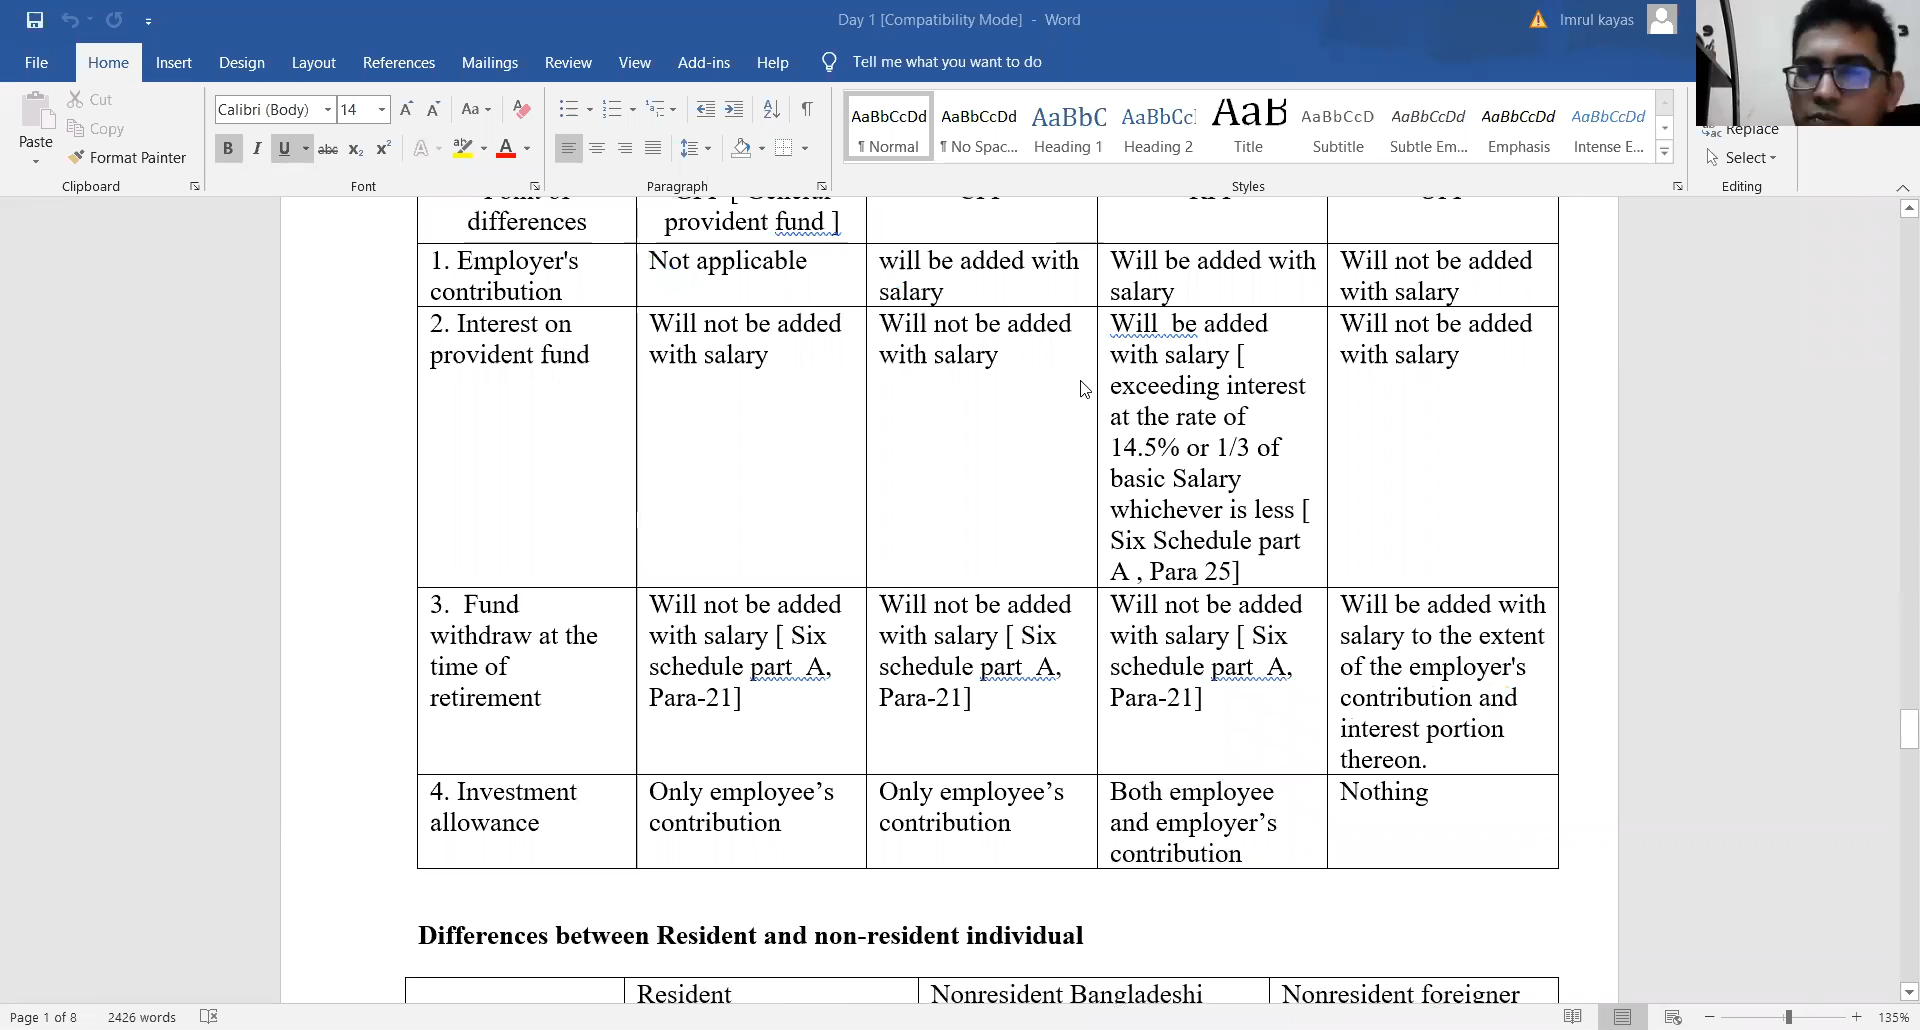 Day 1 [Compatibility Mode] - Word
Imrul kayas
File Home Insert Design Layout References Mailings Review View Add-ins Help Tell me what you want to do
Paste
Cut
Copy
Format Painter
Clipboard
Calibri (Body) 14
Font
Paragraph
AaBbCcDd AaBbCcDd AaBbC AaBbCcI AaB AaBbCcD AaBbCcDd AaBbCcDd AaBbCcDd
¶ Normal ¶ No Spac... Heading 1 Heading 2 Title Subtitle Subtle Em... Emphasis Intense E...
Styles
Replace
Select
Editing
Point of
differences
GPF [ General
provident fund ]
1. Employer's
contribution
Not applicable
will be added with
salary
Will be added with
salary
Will not be added
with salary
2. Interest on
provident fund
Will not be added
with salary
Will not be added
with salary
Will  be added
with salary [
exceeding interest
at the rate of
14.5% or 1/3 of
basic Salary
whichever is less [
Six Schedule part
A , Para 25]
Will not be added
with salary
3.  Fund
withdraw at the
time of
retirement
Will not be added
with salary [ Six
schedule part  A,
Para-21]
Will not be added
with salary [ Six
schedule part  A,
Para-21]
Will not be added
with salary [ Six
schedule part  A,
Para-21]
Will be added with
salary to the extent
of the employer's
contribution and
interest portion
thereon.
4. Investment
allowance
Only employee’s
contribution
Only employee’s
contribution
Both employee
and employer’s
contribution
Nothing
Differences between Resident and non-resident individual
Resident
Nonresident Bangladeshi
Nonresident foreigner
Page 1 of 8 2426 words
135%